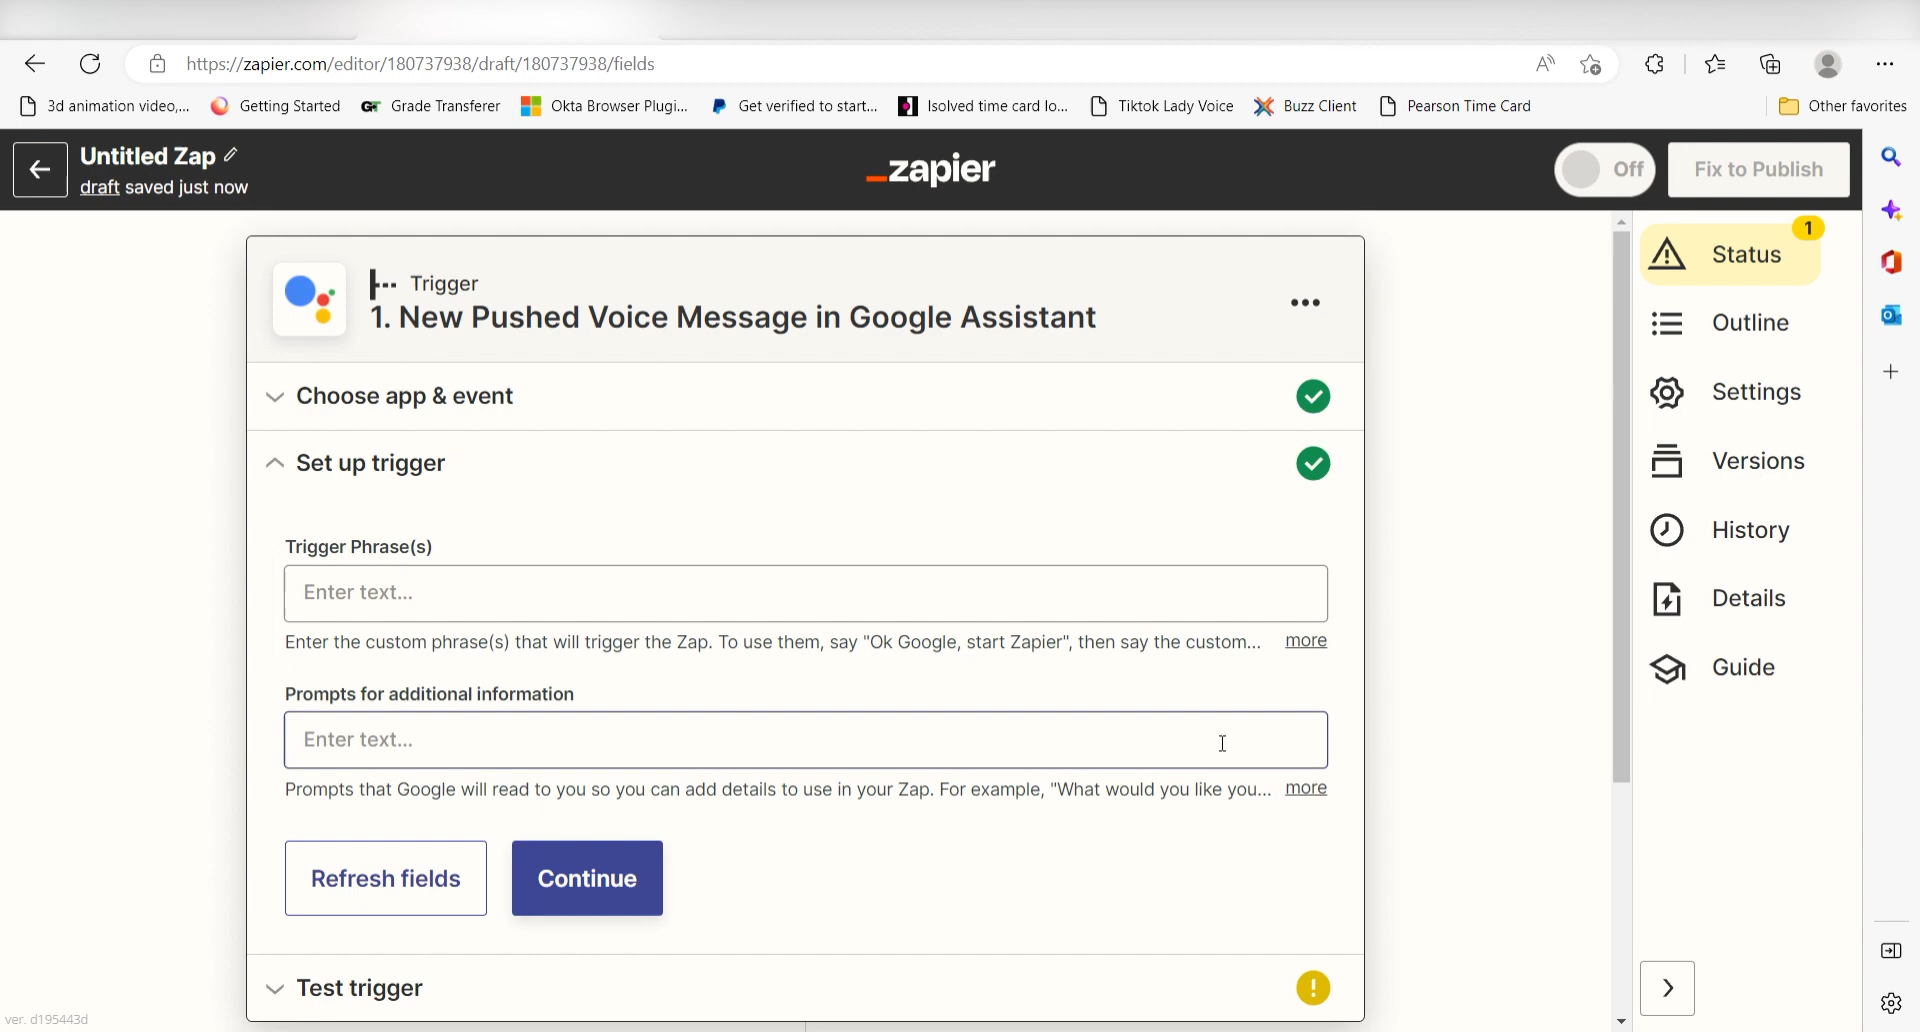 https://zapier.com/editor/180737938/draft/180737938/fields
3d animation video,...
Getting Started
GT
Grade Transferer
Okta Browser Plugi...
Get verified to start...
Isolved time card lo...
Tiktok Lady Voice
Buzz Client
Pearson Time Card
Other favorites
Untitled Zap
draft saved just now
_zapier
Off
Fix to Publish
Trigger
1. New Pushed Voice Message in Google Assistant
1
Status
Choose app & event
Outline
Settings
Set up trigger
Versions
History
Trigger Phrase(s)
Enter text...
Details
Enter the custom phrase(s) that will trigger the Zap. To use them, say "Ok Google, start Zapier", then say the custom... more
Guide
Prompts for additional information
Enter text...
Prompts that Google will read to you so you can add details to use in your Zap. For example, "What would you like you... more
Refresh fields
Continue
Test trigger
ver. d195443d